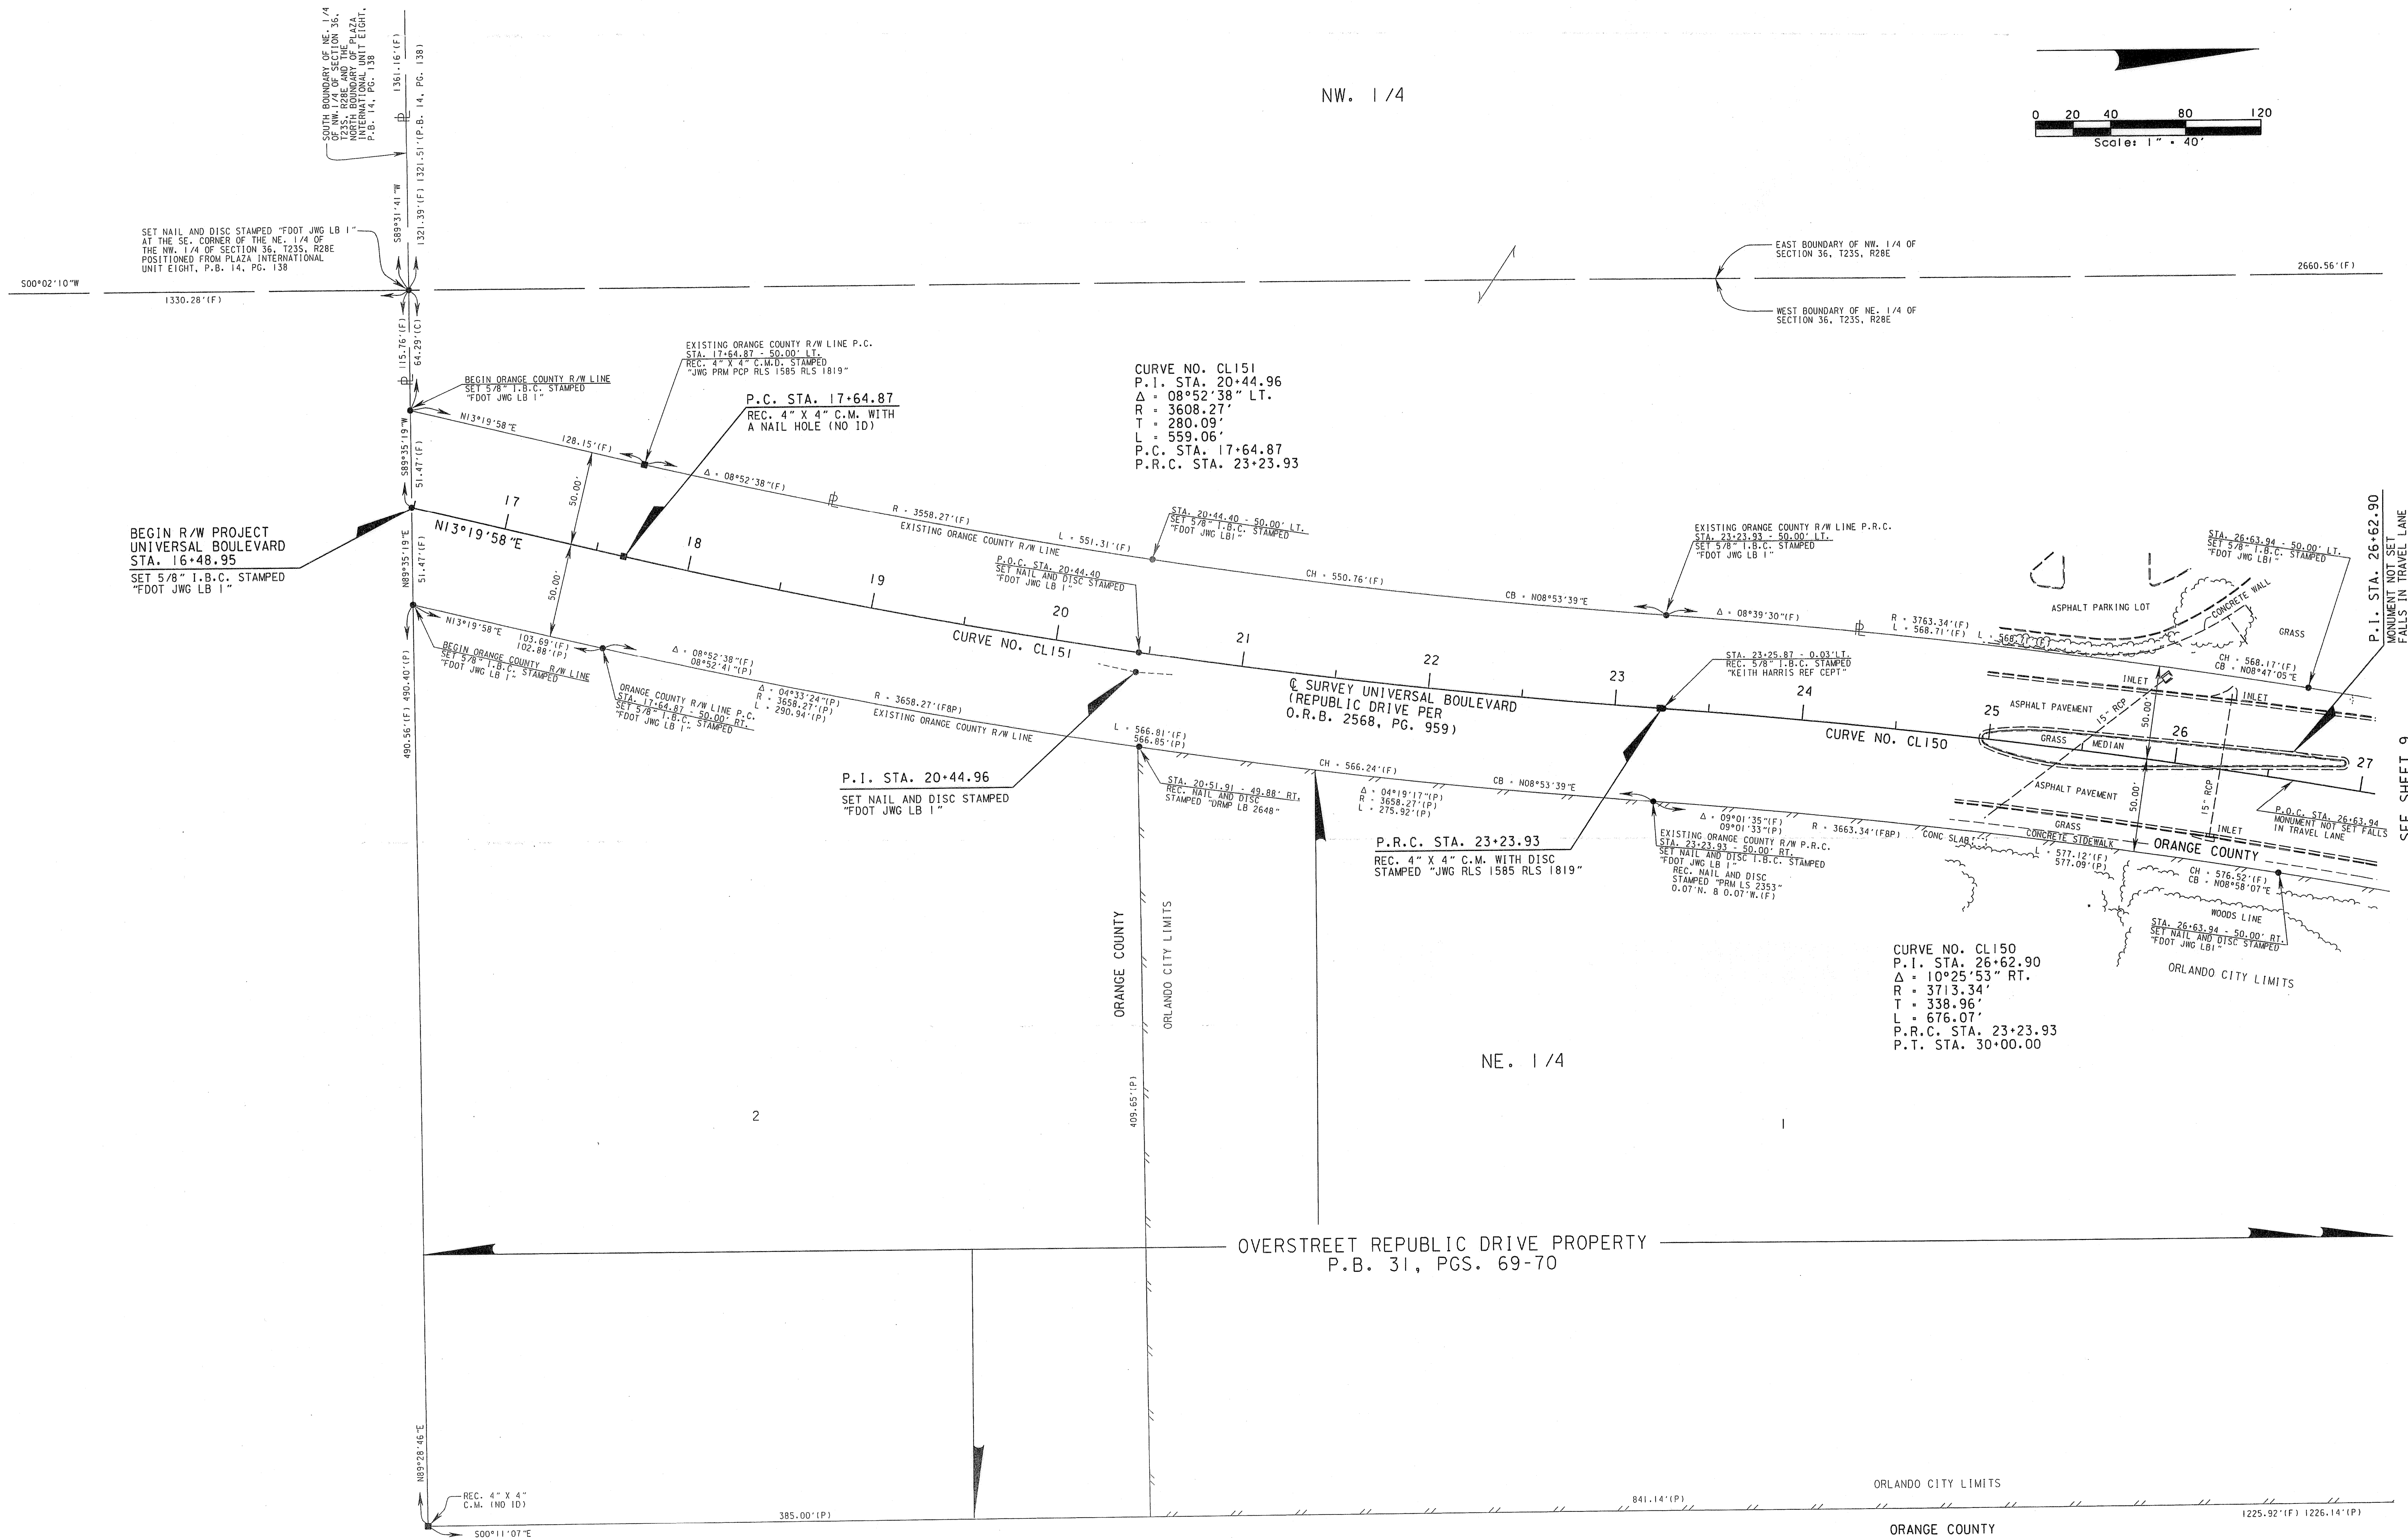 SOUTH BOUNDARY OF NE. 1/4
OF NW. 1/4 OF SECTION 36,
T23S, R28E AND THE
NORTH BOUNDARY OF PLAZA
INTERNATIONAL UNIT EIGHT,
P.B. 14, PG. 138
1361.16'(F)
S89°31'41"W
1321.39'(F) 1321.51'(P.B. 14, PG. 138)
NW. 1/4
0 20 40 80 120
Scale: 1" = 40'
SET NAIL AND DISC STAMPED "FDOT JWG LB 1"
AT THE SE. CORNER OF THE NE. 1/4 OF
THE NW. 1/4 OF SECTION 36, T23S, R28E
POSITIONED FROM PLAZA INTERNATIONAL
UNIT EIGHT, P.B. 14, PG. 138
EAST BOUNDARY OF NW. 1/4 OF
SECTION 36, T23S, R28E
WEST BOUNDARY OF NE. 1/4 OF
SECTION 36, T23S, R28E
2660.56'(F)
S00°02'10"W
1330.28'(F)
115.76'(F)
64.29'(C)
BEGIN ORANGE COUNTY R/W LINE
SET 5/8" I.B.C. STAMPED
"FDOT JWG LB 1"
EXISTING ORANGE COUNTY R/W LINE P.C.
STA. 17+64.87 - 50.00' LT.
REC. 4" X 4" C.M.D. STAMPED
"JWG PRM PCP RLS 1585 RLS 1819"
P.C. STA. 17+64.87
REC. 4" X 4" C.M. WITH
A NAIL HOLE (NO ID)
CURVE NO. CL151
P.I. STA. 20+44.96
Δ = 08°52'38" LT.
R = 3608.27'
T = 280.09'
L = 559.06'
P.C. STA. 17+64.87
P.R.C. STA. 23+23.93
S89°35'19"W
51.47'(F)
N13°19'58"E
128.15'(F)
Δ = 08°52'38"(F)
R = 3558.27'(F)
EXISTING ORANGE COUNTY R/W LINE
L = 551.31'(F)
STA. 20+44.40 - 50.00' LT.
SET 5/8" I.B.C. STAMPED
"FDOT JWG LB1"
CH = 550.76'(F)
CB = N08°53'39"E
EXISTING ORANGE COUNTY R/W LINE P.R.C.
STA. 23+23.93 - 50.00' LT.
SET 5/8" I.B.C. STAMPED
"FDOT JWG LB 1"
Δ = 08°39'30"(F)
R = 3763.34'(F)
L = 568.71'(F)
L = 568.71'(F)
ASPHALT PARKING LOT
CONCRETE WALL
GRASS
STA. 26+63.94 - 50.00' LT.
SET 5/8" I.B.C. STAMPED
"FDOT JWG LB1"
CH = 568.17'(F)
CB = N08°47'05"E
P.I. STA. 26+62.90
MONUMENT NOT SET
FALLS IN TRAVEL LANE
BEGIN R/W PROJECT
UNIVERSAL BOULEVARD
STA. 16+48.95
SET 5/8" I.B.C. STAMPED
"FDOT JWG LB 1"
17
N13°19'58"E
18
50.00'
50.00'
19
20
CURVE NO. CL151
P.O.C. STA. 20+44.40
SET NAIL AND DISC STAMPED
"FDOT JWG LB 1"
21
22
23
℄ SURVEY UNIVERSAL BOULEVARD
(REPUBLIC DRIVE PER
O.R.B. 2568, PG. 959)
STA. 23+25.87 - 0.03'LT.
REC. 5/8" I.B.C. STAMPED
"KEITH HARRIS REF CEPT"
24
CURVE NO. CL150
25
26
27
INLET
INLET
ASPHALT PAVEMENT
15" RCP
50.00'
GRASS MEDIAN
ASPHALT PAVEMENT
15" RCP
50.00'
INLET
GRASS
CONCRETE SIDEWALK
CONC SLAB
ORANGE COUNTY
P.O.C. STA. 26+63.94
MONUMENT NOT SET FALLS
IN TRAVEL LANE
SEE SHEET 9
N89°35'19"E
51.47'(F)
N13°19'58"E
103.69'(F)
102.88'(P)
BEGIN ORANGE COUNTY R/W LINE
SET 5/8" I.B.C. STAMPED
"FDOT JWG LB 1"
ORANGE COUNTY R/W LINE P.C.
STA. 17+64.87 - 50.00' RT.
SET 5/8" I.B.C. STAMPED
"FDOT JWG LB 1"
Δ = 08°52'38"(F)
08°52'41"(P)
Δ = 04°33'24"(P)
R = 3658.27'(P)
L = 290.94'(P)
R = 3658.27'(F&P)
EXISTING ORANGE COUNTY R/W LINE
L = 566.81'(F)
566.85'(P)
P.I. STA. 20+44.96
SET NAIL AND DISC STAMPED
"FDOT JWG LB 1"
STA. 20+51.91 - 49.88' RT.
REC. NAIL AND DISC
STAMPED "DRMP LB 2648"
CH = 566.24'(F)
CB = N08°53'39"E
Δ = 04°19'17"(P)
R = 3658.27'(P)
L = 275.92'(P)
P.R.C. STA. 23+23.93
REC. 4" X 4" C.M. WITH DISC
STAMPED "JWG RLS 1585 RLS 1819"
Δ = 09°01'35"(F)
09°01'33"(P)
R = 3663.34'(F&P)
EXISTING ORANGE COUNTY R/W P.R.C.
STA. 23+23.93 - 50.00' RT.
SET NAIL AND DISC I.B.C. STAMPED
"FDOT JWG LB 1"
REC. NAIL AND DISC
STAMPED "PRM LS 2353"
0.07'N. & 0.07'W.(F)
L = 577.12'(F)
577.09'(P)
CH = 576.52'(F)
CB = N08°58'07"E
WOODS LINE
STA. 26+63.94 - 50.00' RT.
SET NAIL AND DISC STAMPED
"FDOT JWG LB1"
ORLANDO CITY LIMITS
CURVE NO. CL150
P.I. STA. 26+62.90
Δ = 10°25'53" RT.
R = 3713.34'
T = 338.96'
L = 676.07'
P.R.C. STA. 23+23.93
P.T. STA. 30+00.00
490.56'(F) 490.40'(P)
ORANGE COUNTY
ORLANDO CITY LIMITS
409.65'(P)
NE. 1/4
2
1
OVERSTREET REPUBLIC DRIVE PROPERTY
P.B. 31, PGS. 69-70
N89°28'46"E
REC. 4" X 4"
C.M. (NO ID)
S00°11'07"E
385.00'(P)
841.14'(P)
ORLANDO CITY LIMITS
ORANGE COUNTY
1225.92'(F) 1226.14'(P)